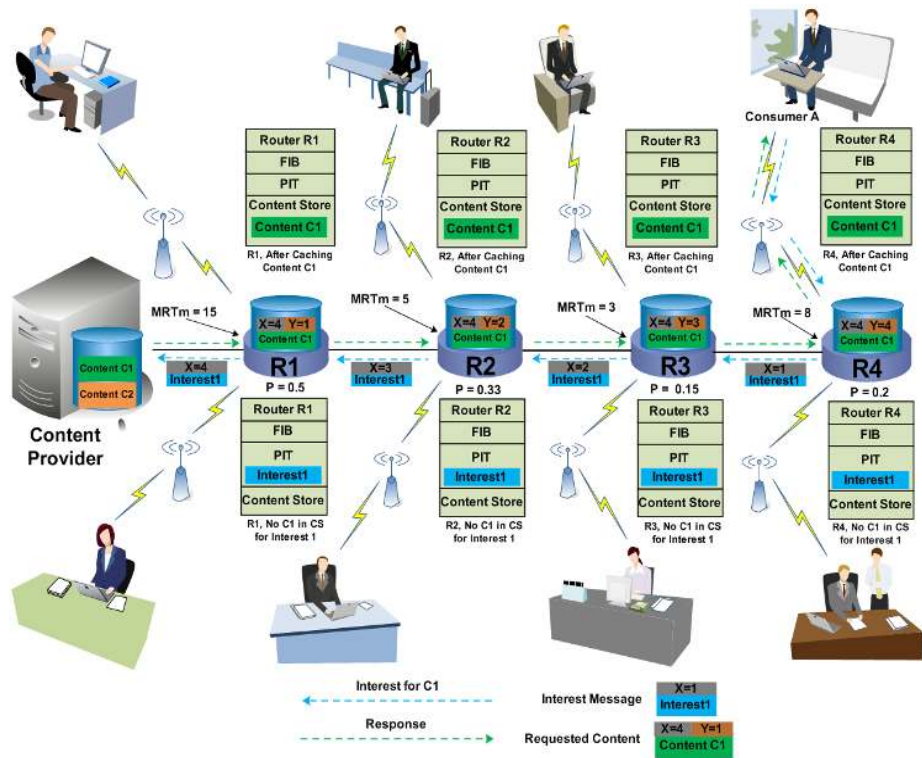 Consumer A
Router R1
FIB
PIT
Content Store
Content C1
R1, After Caching
Content C1
Router R2
FIB
PIT
Content Store
Content C1
R2, After Caching
Content C1
Router R3
FIB
PIT
Content Store
Content C1
R3, After Caching
Content C1
Router R4
FIB
PIT
Content Store
Content C1
R4, After Caching
Content C1
MRTm = 15
MRTm = 5
MRTm = 3
MRTm = 8
Content C1
Content C2
Content
Provider
X=4 Y=1
Content C1
R1
P = 0.5
X=4 Y=2
Content C1
R2
P = 0.33
X=4 Y=3
Content C1
R3
P = 0.15
X=4 Y=4
Content C1
R4
P = 0.2
X=4
Interest1
X=3
Interest1
X=2
Interest1
X=1
Interest1
Router R1
FIB
PIT
Interest1
Content Store
R1, No C1 in CS
for Interest 1
Router R2
FIB
PIT
Interest1
Content Store
R2, No C1 in CS
for Interest 1
Router R3
FIB
PIT
Interest1
Content Store
R3, No C1 in CS
for Interest 1
Router R4
FIB
PIT
Interest1
Content Store
R4, No C1 in CS
for Interest 1
Interest for C1
Interest Message
X=1
Interest1
Response
Requested Content
X=4 Y=1
Content C1